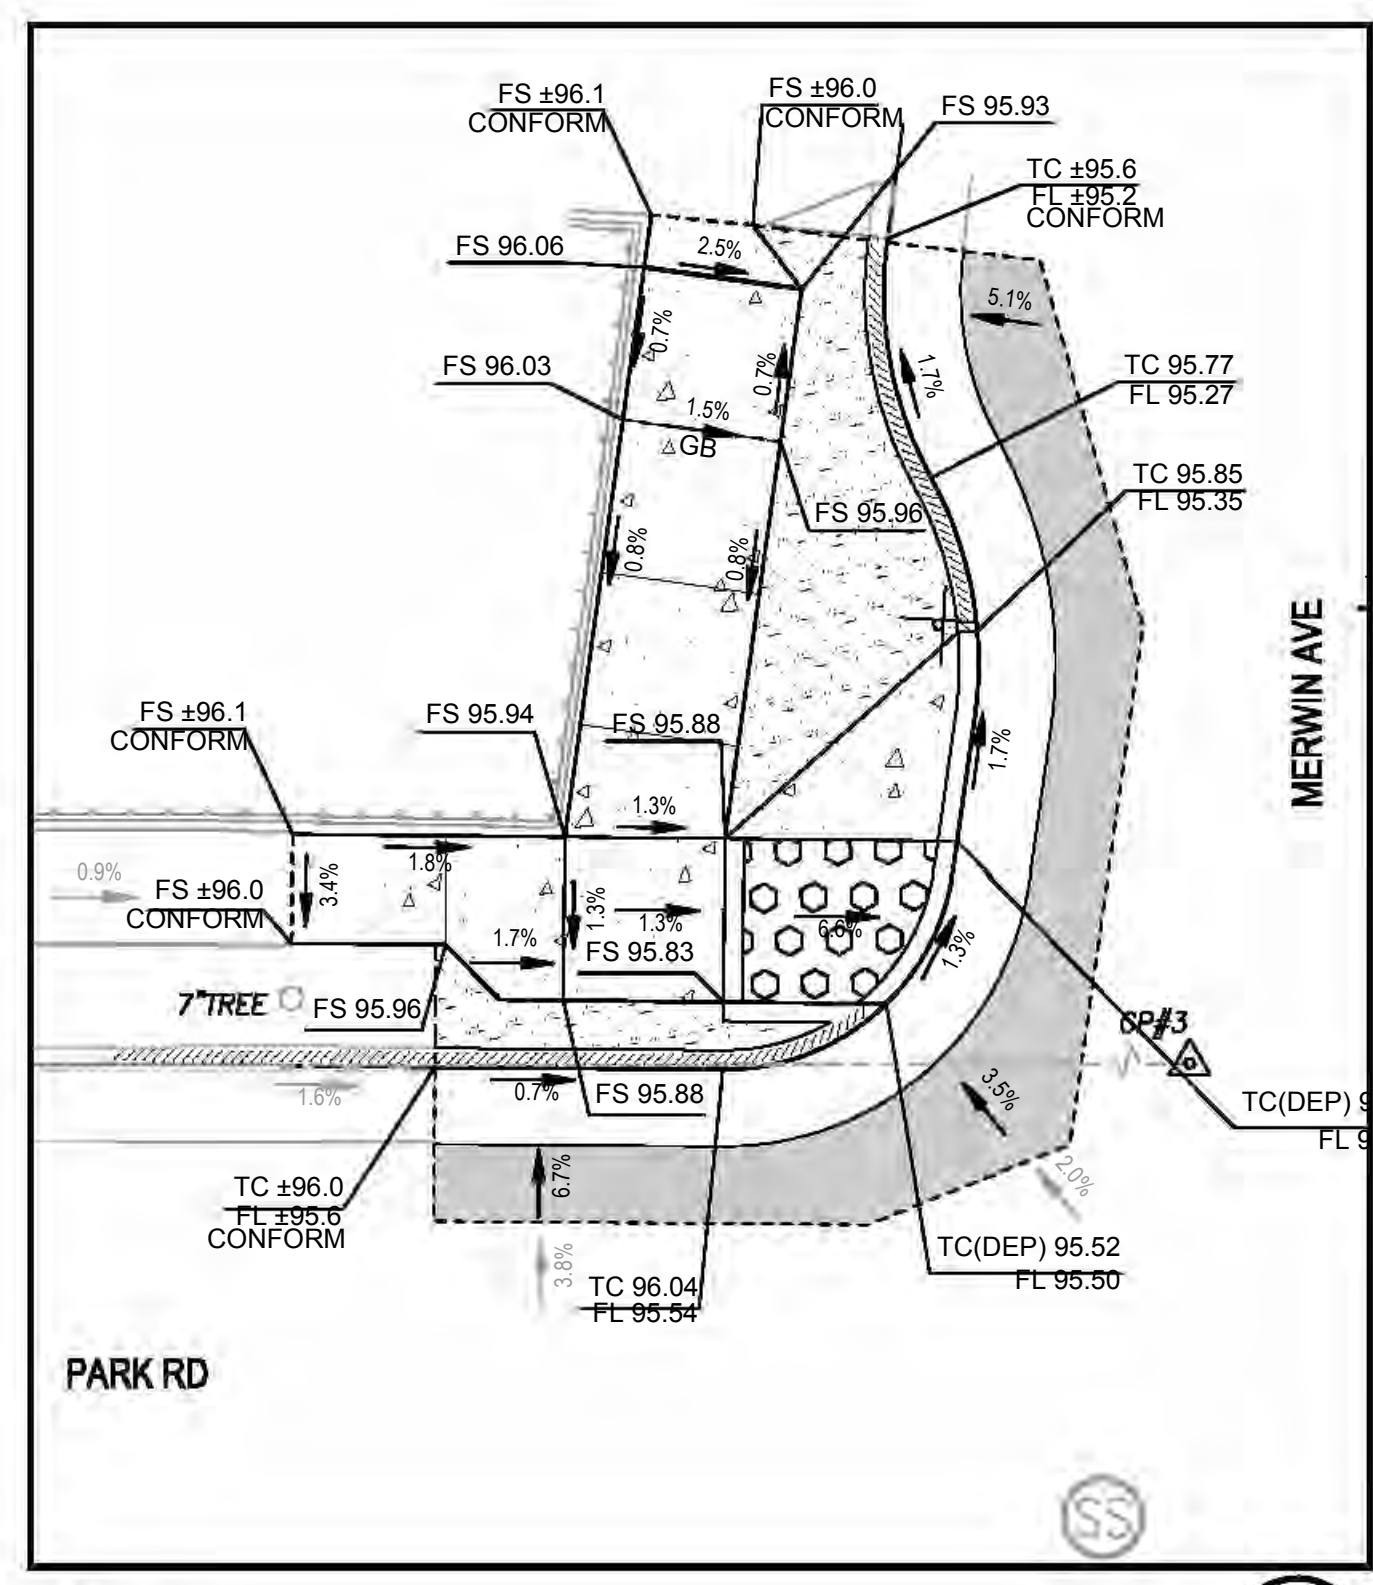 FS ±96.1
CONFORM
FS ±96.0
CONFORM
FS 95.93
TC ±95.6
FL ±95.2
CONFORM
FS 96.06
2.5%
5.1%
0.7%
FS 96.03
0.7%
1.7%
TC 95.77
FL 95.27
1.5%
GB
TC 95.85
FL 95.35
FS 95.96
0.8%
0.8%
MERWIN AVE
FS ±96.1
CONFORM
FS 95.94
FS 95.88
1.7%
1.3%
0.9%
1.8%
3.4%
FS ±96.0
CONFORM
1.3%
1.3%
6.6%
1.7%
FS 95.83
1.3%
7"TREE
FS 95.96
CP#3
1.6%
0.7%
FS 95.88
3.5%
TC(DEP) 9
FL 9
6.7%
2.0%
TC ±96.0
FL ±95.6
CONFORM
3.8%
TC(DEP) 95.52
FL 95.50
TC 96.04
FL 95.54
PARK RD
SS